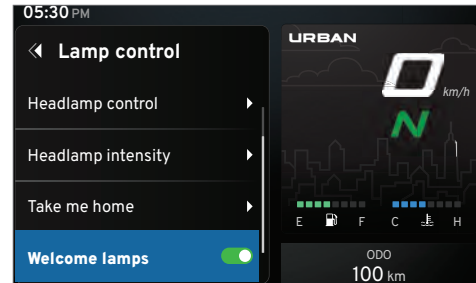 05:30 PM
Lamp control
Headlamp control
Headlamp intensity
Take me home
Welcome lamps
URBAN
0 km/h
N
E F C H
ODO
100 km